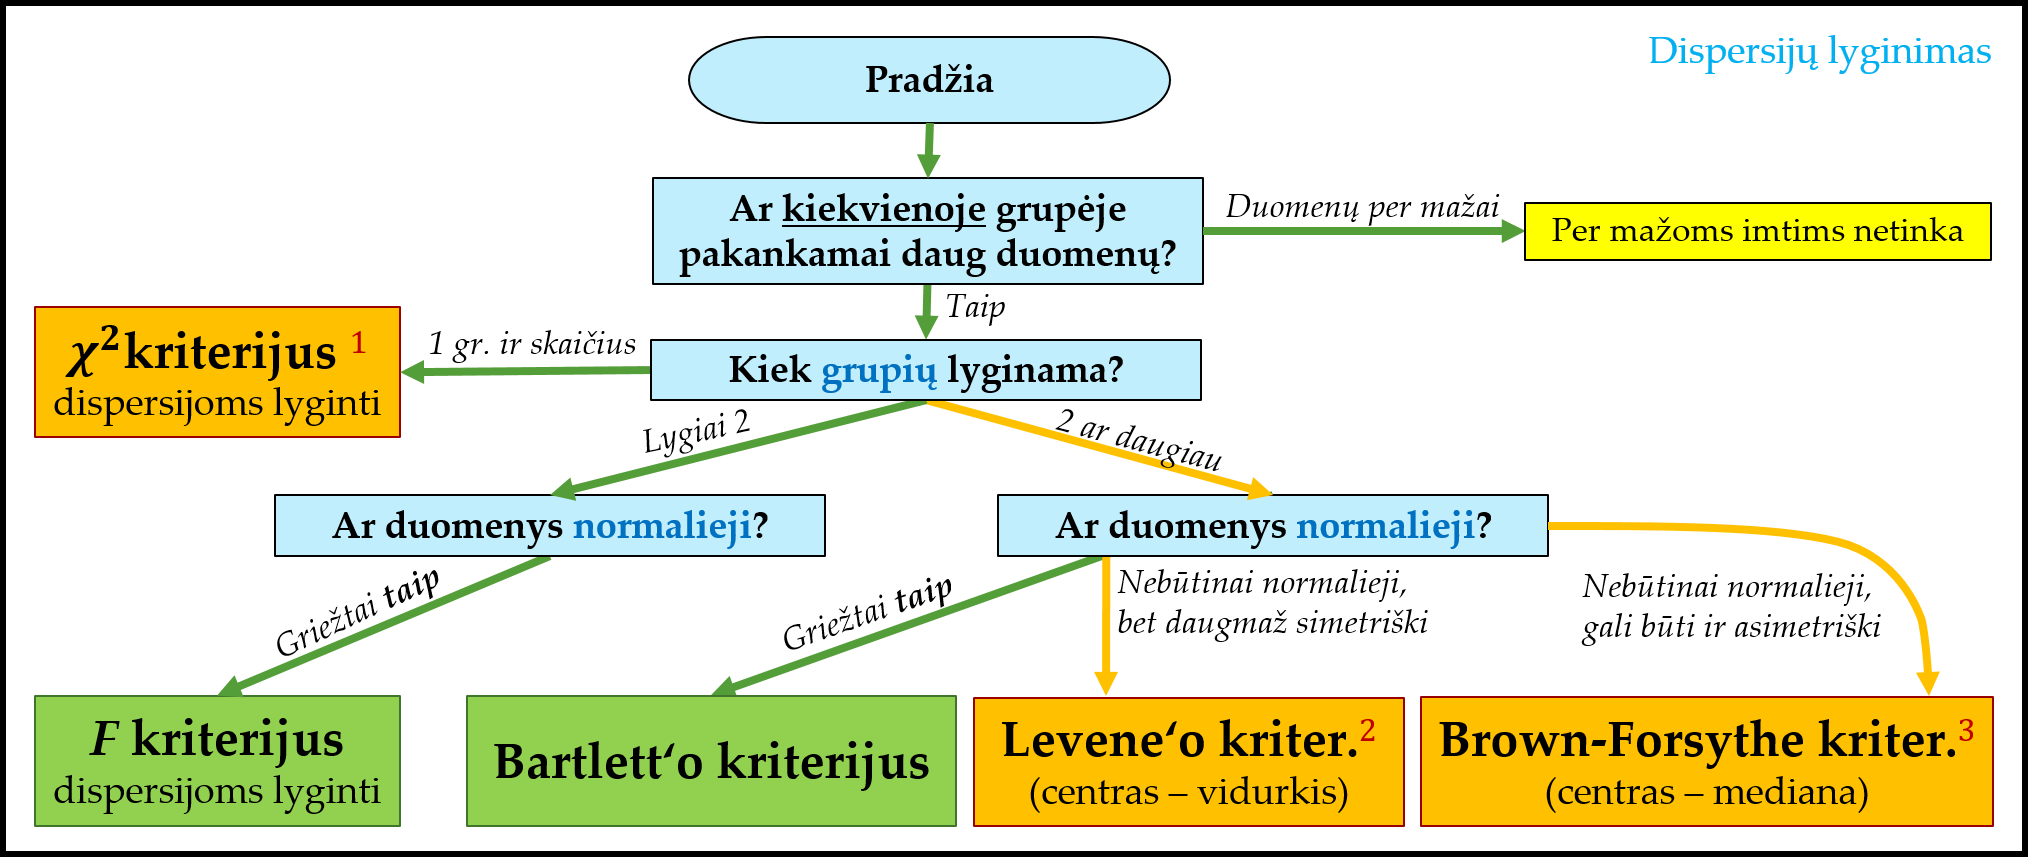 Dispersijų lyginimas
Pradžia
Ar kiekvienoje grupėje
pakankamai daug duomenų?
Duomenų per mažai
Per mažoms imtims netinka
Taip
χ² kriterijus ¹
dispersijoms lyginti
1 gr. ir skaičius
Kiek grupių lyginama?
Lygiai 2
2 ar daugiau
Ar duomenys normalieji?
Ar duomenys normalieji?
Griežtai taip
Griežtai taip
Nebūtinai normalieji,
bet daugmaž simetriški
Nebūtinai normalieji,
gali būti ir asimetriški
F kriterijus
dispersijoms lyginti
Bartlett‘o kriterijus
Levene‘o kriter.²
(centras – vidurkis)
Brown-Forsythe kriter.³
(centras – mediana)